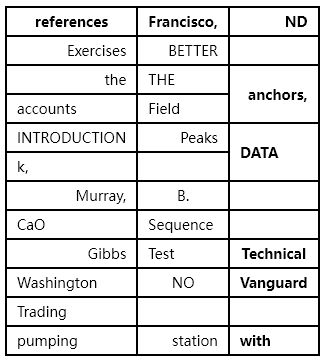 references Francisco, ND
Exercises BETTER
the THE anchors,
accounts Field
INTRODUCTION Peaks DATA
k,
Murray, B.
CaO Sequence
Gibbs Test Technical
Washington NO Vanguard
Trading
pumping station with